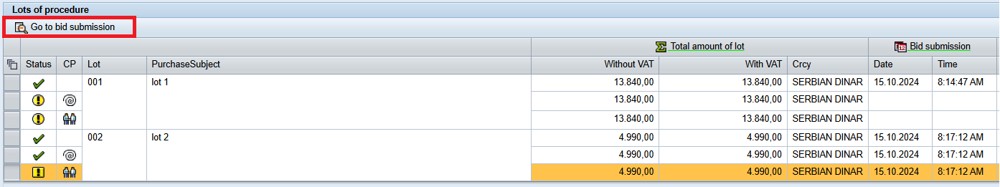 Lots of procedure
Go to bid submission
Total amount of lot Bid submission
Status CP Lot PurchaseSubject Without VAT With VAT Crcy Date Time
001 lot 1 13.840,00 13.840,00 SERBIAN DINAR 15.10.2024 8:14:47 AM
13.840,00 13.840,00 SERBIAN DINAR
13.840,00 13.840,00 SERBIAN DINAR
002 lot 2 4.990,00 4.990,00 SERBIAN DINAR 15.10.2024 8:17:12 AM
4.990,00 4.990,00 SERBIAN DINAR 15.10.2024 8:17:12 AM
4.990,00 4.990,00 SERBIAN DINAR 15.10.2024 8:17:12 AM